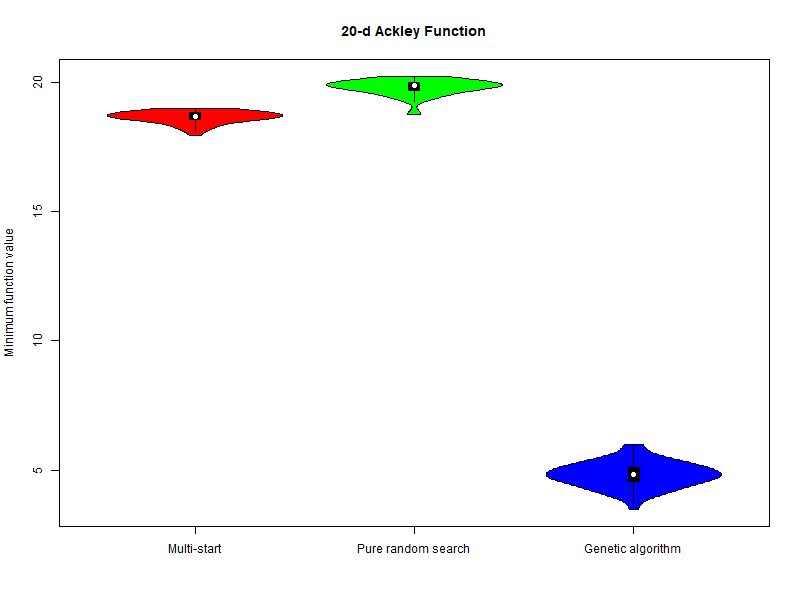 20-d Ackley Function
Minimum function value
20
15
10
5
Multi-start
Pure random search
Genetic algorithm